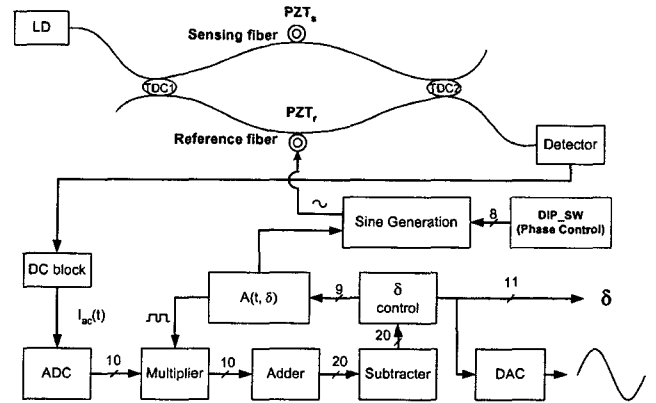 LD
PZTs
Sensing fiber
TDC1
TDC2
PZTr
Reference fiber
Detector
Sine Generation
8
DIP_SW
(Phase Control)
DC block
A(t, δ)
9
δ
control
11
δ
Iac(t)
20
ADC
10
Multiplier
10
Adder
20
Subtracter
DAC